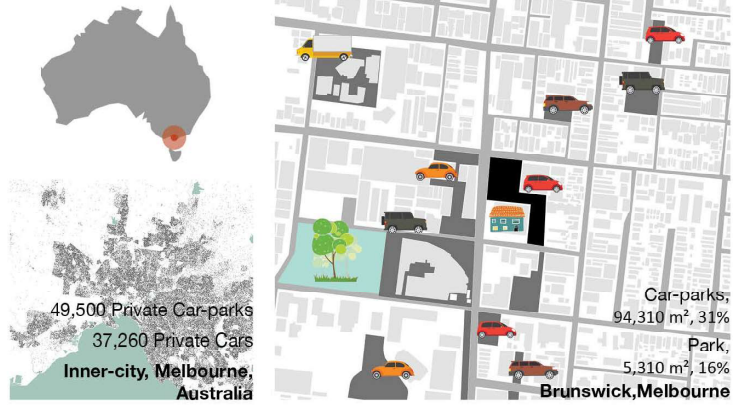 49,500 Private Car-parks
37,260 Private Cars
Inner-city, Melbourne,
Australia
Car-parks,
94,310 m², 31%
Park,
5,310 m², 16%
Brunswick,Melbourne